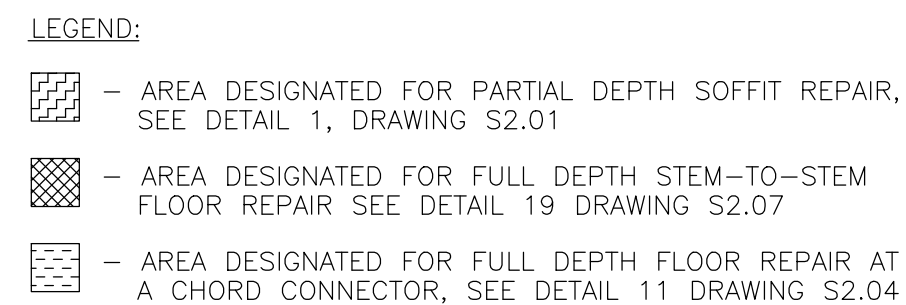 LEGEND:
– AREA DESIGNATED FOR PARTIAL DEPTH SOFFIT REPAIR,
SEE DETAIL 1, DRAWING S2.01
– AREA DESIGNATED FOR FULL DEPTH STEM–TO–STEM
FLOOR REPAIR SEE DETAIL 19 DRAWING S2.07
– AREA DESIGNATED FOR FULL DEPTH FLOOR REPAIR AT
A CHORD CONNECTOR, SEE DETAIL 11 DRAWING S2.04